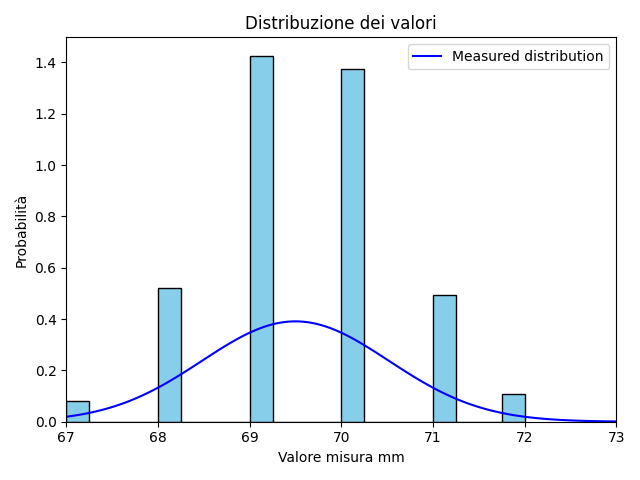 Distribuzione dei valori
Measured distribution
Probabilità
1.4
1.2
1.0
0.8
0.6
0.4
0.2
0.0
67 68 69 70 71 72 73
Valore misura mm